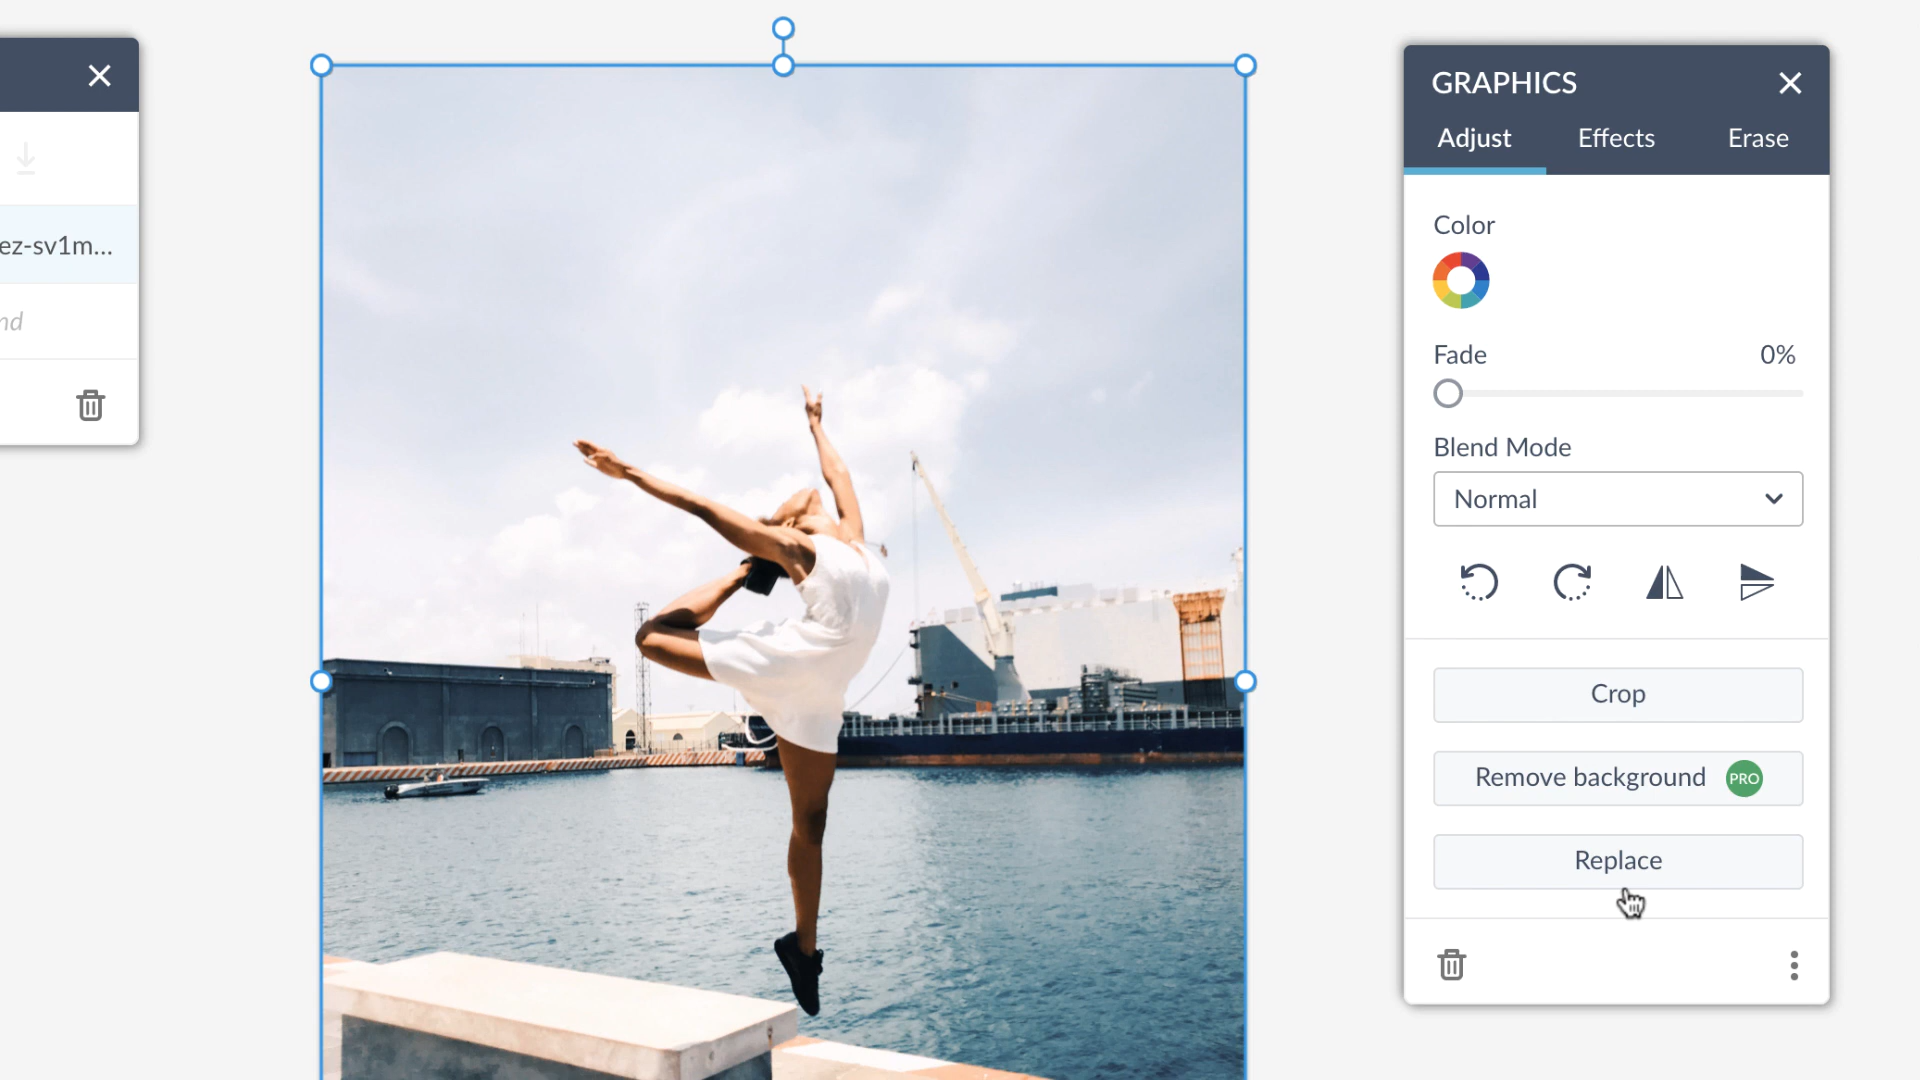 ez-sv1m...
nd
GRAPHICS
Adjust Effects Erase
Color
Fade 0%
Blend Mode
Normal
Crop
Remove background PRO
Replace